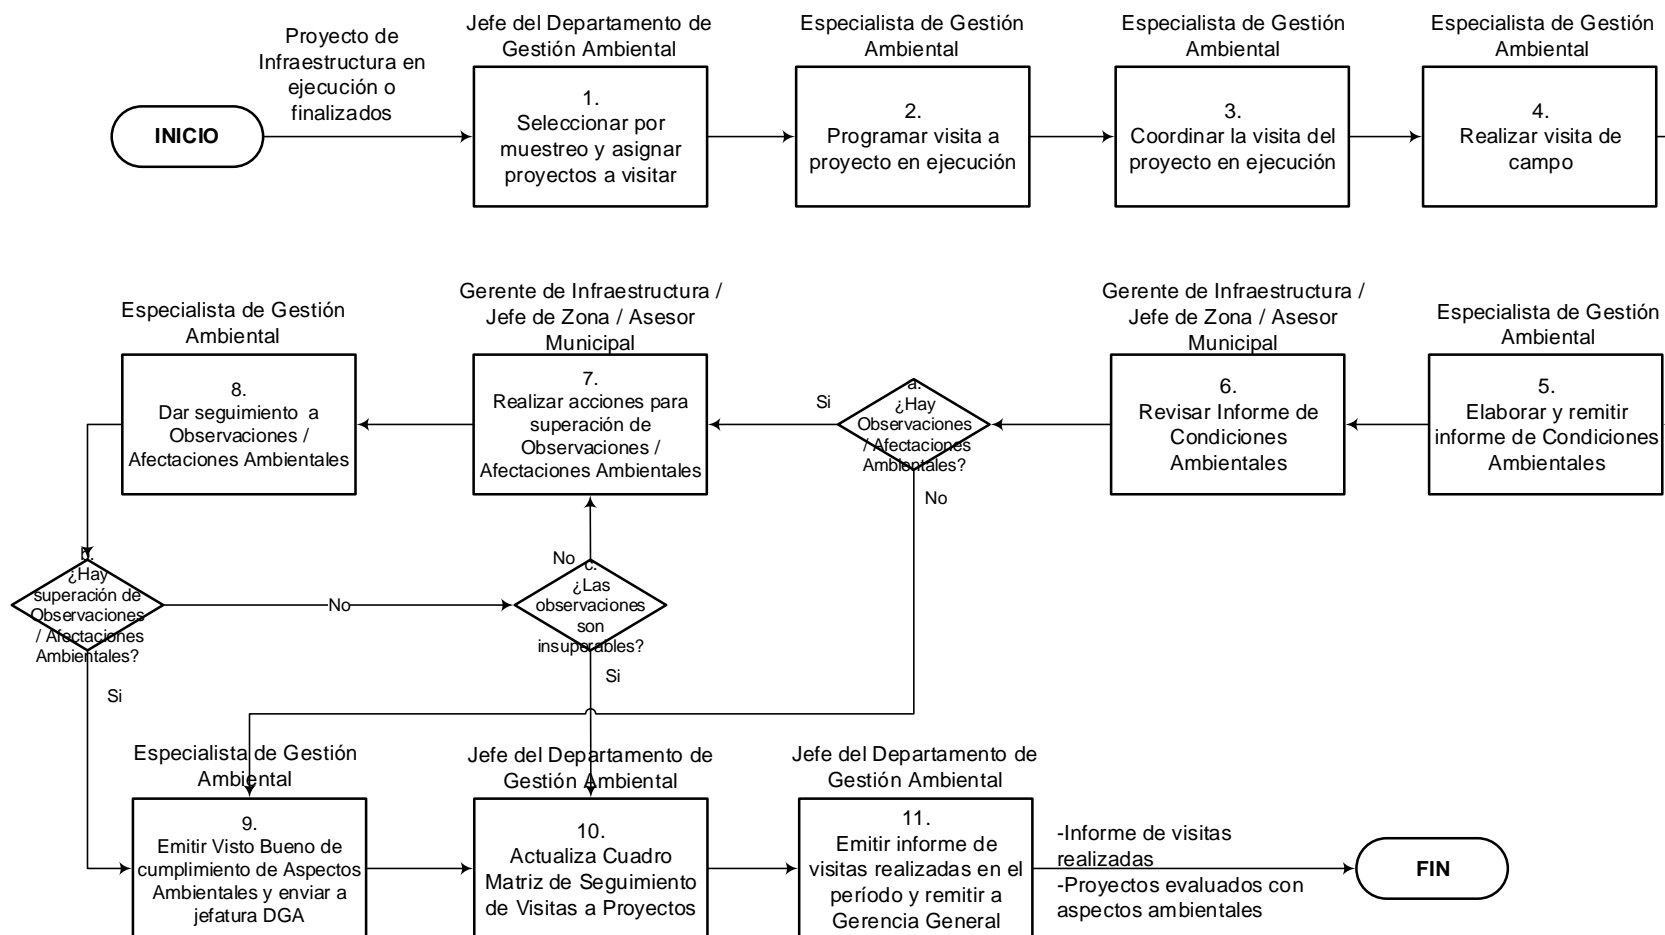 INICIO
Proyecto de
Infraestructura en
ejecución o
finalizados
Jefe del Departamento de
Gestión Ambiental
1.
Seleccionar por
muestreo y asignar
proyectos a visitar
Especialista de Gestión
Ambiental
2.
Programar visita a
proyecto en ejecución
Especialista de Gestión
Ambiental
3.
Coordinar la visita del
proyecto en ejecución
Especialista de Gestión
Ambiental
4.
Realizar visita de
campo
Especialista de Gestión
Ambiental
5.
Elaborar y remitir
informe de Condiciones
Ambientales
Gerente de Infraestructura /
Jefe de Zona / Asesor
Municipal
6.
Revisar Informe de
Condiciones
Ambientales
a.
¿Hay
Observaciones
/ Afectaciones
Ambientales?
Si
No
Gerente de Infraestructura /
Jefe de Zona / Asesor
Municipal
7.
Realizar acciones para
superación de
Observaciones /
Afectaciones Ambientales
Especialista de Gestión
Ambiental
8.
Dar seguimiento a
Observaciones /
Afectaciones Ambientales
b.
¿Hay
superación de
Observaciones
/ Afectaciones
Ambientales?
No
Si
c.
¿Las
observaciones
son
insuperables?
No
Si
Especialista de Gestión
Ambiental
9.
Emitir Visto Bueno de
cumplimiento de Aspectos
Ambientales y enviar a
jefatura DGA
Jefe del Departamento de
Gestión Ambiental
10.
Actualiza Cuadro
Matriz de Seguimiento
de Visitas a Proyectos
Jefe del Departamento de
Gestión Ambiental
11.
Emitir informe de
visitas realizadas en el
período y remitir a
Gerencia General
-Informe de visitas
realizadas
-Proyectos evaluados con
aspectos ambientales
FIN